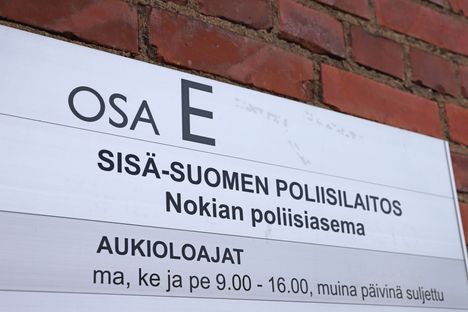 OSA E
SISÄ-SUOMEN POLIISILAITOS
Nokian poliisiasema
AUKIOLOAJAT
ma, ke ja pe 9.00 - 16.00, muina päivinä suljettu